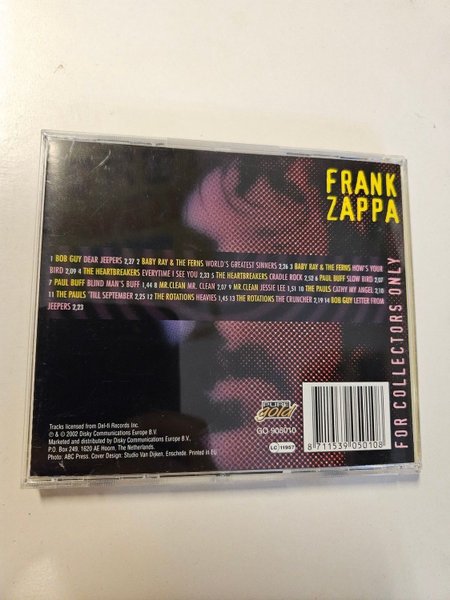 FRANK
ZAPPA
FOR COLLECTORS ONLY
1 BOB GUY DEAR JEEPERS 2,37 2 BABY RAY & THE FERNS WORLD'S GREATEST SINNERS 2,26 3 BABY RAY & THE FERNS HOW'S YOUR
BIRD 2,09 4 THE HEARTBREAKERS EVERYTIME I SEE YOU 2,33 5 THE HEARTBREAKERS CRADLE ROCK 2,52 6 PAUL BUFF SLOW BIRD 2,07
7 PAUL BUFF BLIND MAN'S BUFF 1,44 8 MR.CLEAN MR. CLEAN 2,07 9 MR.CLEAN JESSIE LEE 1,51 10 THE PAULS CATHY MY ANGEL 2,10
11 THE PAULS 'TILL SEPTEMBER 2,25 12 THE ROTATIONS HEAVIES 1,45 13 THE ROTATIONS THE CRUNCHER 2,19 14 BOB GUY LETTER FROM
JEEPERS 2,23
PURE
gold
GO 905010
LC 11957
8 711539 050108
Tracks licensed from Del-fi Records Inc.
℗ & © 2002 Disky Communications Europe B.V.
Marketed and distributed by Disky Communications Europe B.V.,
P.O. Box 249, 1620 AE Hoorn, The Netherlands.
Photo: ABC Press. Cover Design: Studio Van Dijken, Enschede. Printed in EU